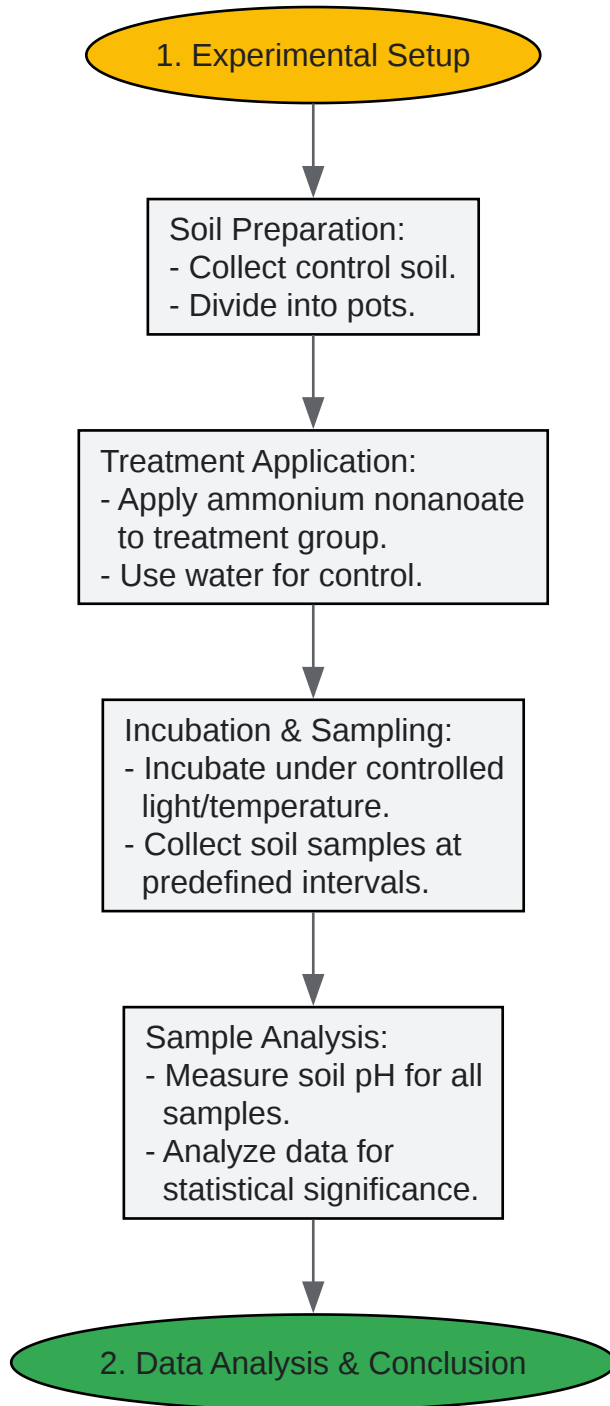 1. Experimental Setup
Soil Preparation:
- Collect control soil.
- Divide into pots.
Treatment Application:
- Apply ammonium nonanoate
to treatment group.
- Use water for control.
Incubation & Sampling:
- Incubate under controlled
light/temperature.
- Collect soil samples at
predefined intervals.
Sample Analysis:
- Measure soil pH for all
samples.
- Analyze data for
statistical significance.
2. Data Analysis & Conclusion